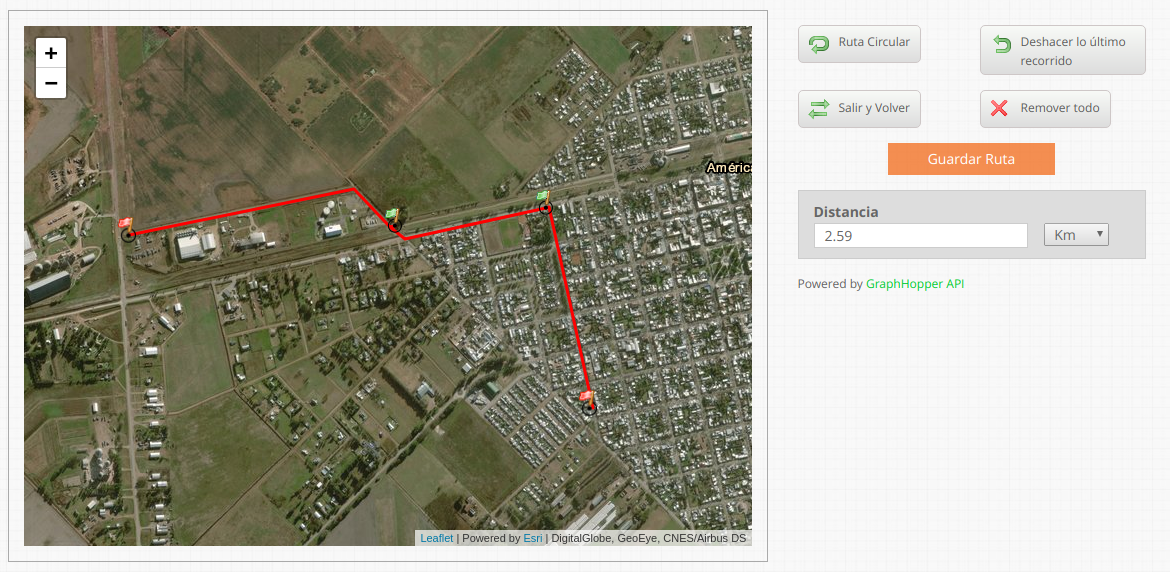 +
−
Améric
Leaflet | Powered by Esri | DigitalGlobe, GeoEye, CNES/Airbus DS
Ruta Circular
Deshacer lo último
recorrido
Salir y Volver
Remover todo
Guardar Ruta
Distancia
2.59
Km
Powered by GraphHopper API